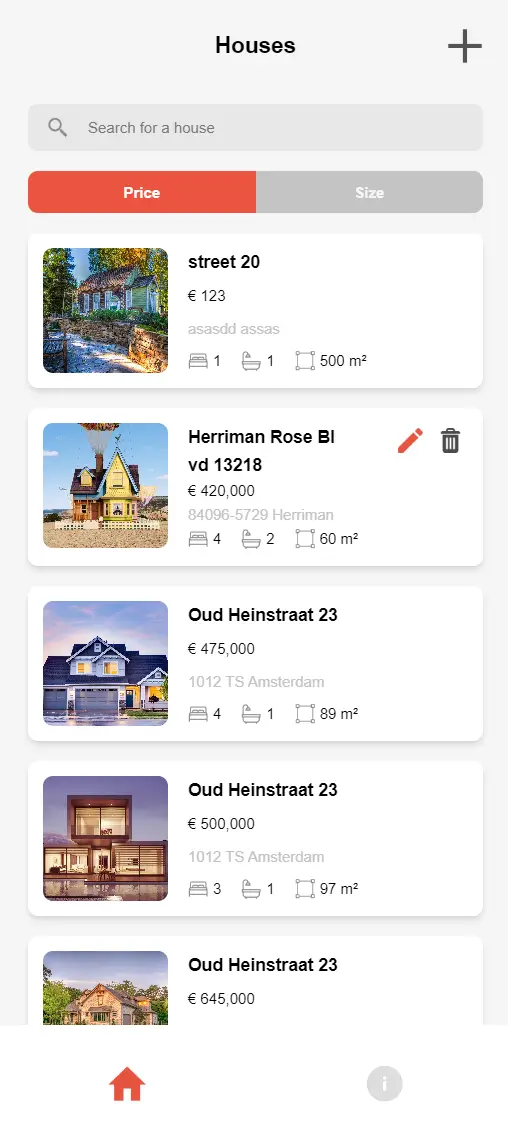 Houses
Search for a house
Price Size
street 20
€ 123
asasdd assas
1 1 500 m²
Herriman Rose Bl
vd 13218
€ 420,000
84096-5729 Herriman
4 2 60 m²
Oud Heinstraat 23
€ 475,000
1012 TS Amsterdam
4 1 89 m²
Oud Heinstraat 23
€ 500,000
1012 TS Amsterdam
3 1 97 m²
Oud Heinstraat 23
€ 645,000